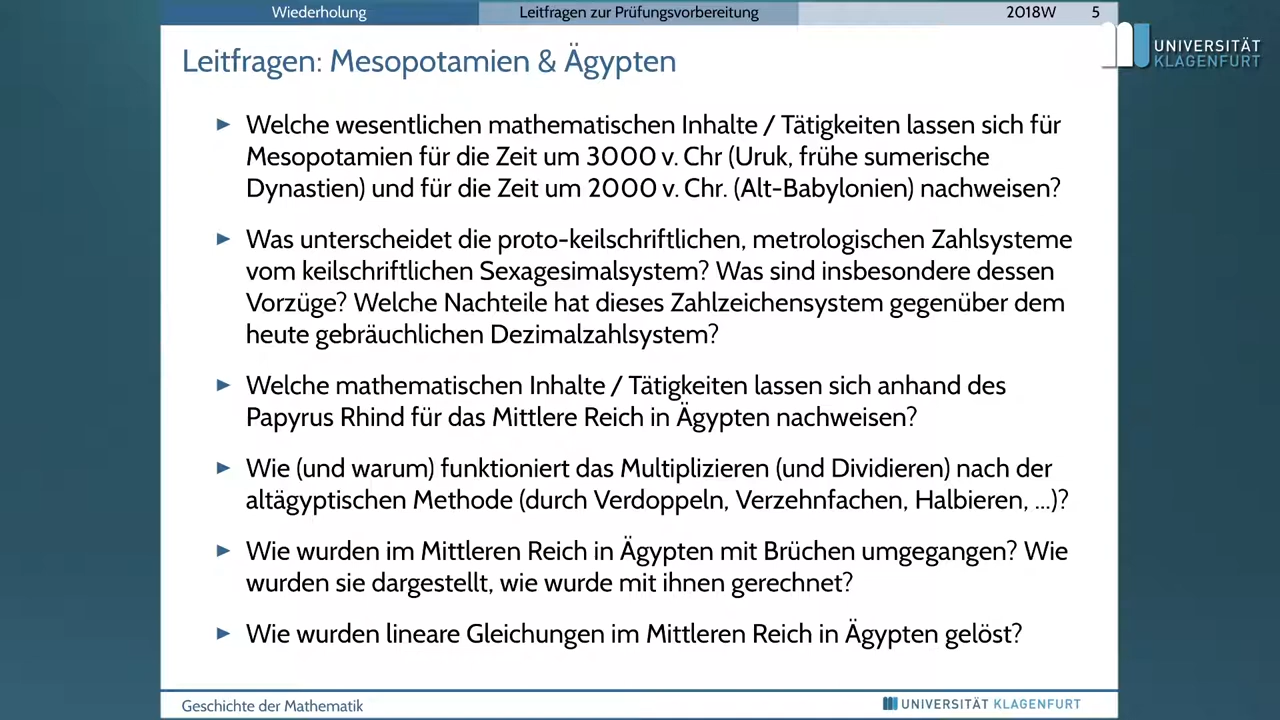 Wiederholung
Leitfragen zur Prüfungsvorbereitung
2018W 5
UNIVERSITÄT
KLAGENFURT
Leitfragen: Mesopotamien & Ägypten
► Welche wesentlichen mathematischen Inhalte / Tätigkeiten lassen sich für
Mesopotamien für die Zeit um 3000 v. Chr (Uruk, frühe sumerische
Dynastien) und für die Zeit um 2000 v. Chr. (Alt-Babylonien) nachweisen?
► Was unterscheidet die proto-keilschriftlichen, metrologischen Zahlsysteme
vom keilschriftlichen Sexagesimalsystem? Was sind insbesondere dessen
Vorzüge? Welche Nachteile hat dieses Zahlzeichensystem gegenüber dem
heute gebräuchlichen Dezimalzahlsystem?
► Welche mathematischen Inhalte / Tätigkeiten lassen sich anhand des
Papyrus Rhind für das Mittlere Reich in Ägypten nachweisen?
► Wie (und warum) funktioniert das Multiplizieren (und Dividieren) nach der
altägyptischen Methode (durch Verdoppeln, Verzehnfachen, Halbieren, ...)?
► Wie wurden im Mittleren Reich in Ägypten mit Brüchen umgegangen? Wie
wurden sie dargestellt, wie wurde mit ihnen gerechnet?
► Wie wurden lineare Gleichungen im Mittleren Reich in Ägypten gelöst?
Geschichte der Mathematik
UNIVERSITÄT KLAGENFURT